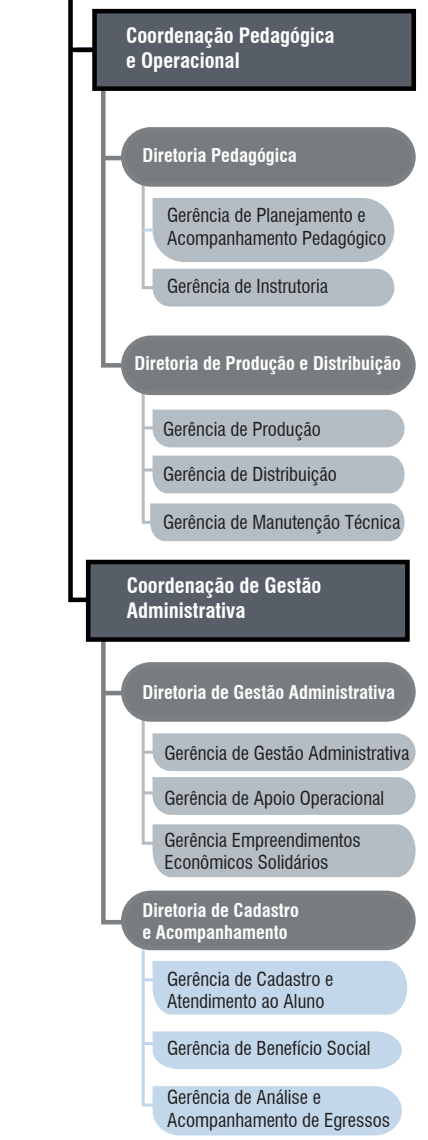 Coordenação Pedagógica
e Operacional
Diretoria Pedagógica
Gerência de Planejamento e
Acompanhamento Pedagógico
Gerência de Instrutoria
Diretoria de Produção e Distribuição
Gerência de Produção
Gerência de Distribuição
Gerência de Manutenção Técnica
Coordenação de Gestão
Administrativa
Diretoria de Gestão Administrativa
Gerência de Gestão Administrativa
Gerência de Apoio Operacional
Gerência Empreendimentos
Econômicos Solidários
Diretoria de Cadastro
e Acompanhamento
Gerência de Cadastro e
Atendimento ao Aluno
Gerência de Benefício Social
Gerência de Análise e
Acompanhamento de Egressos